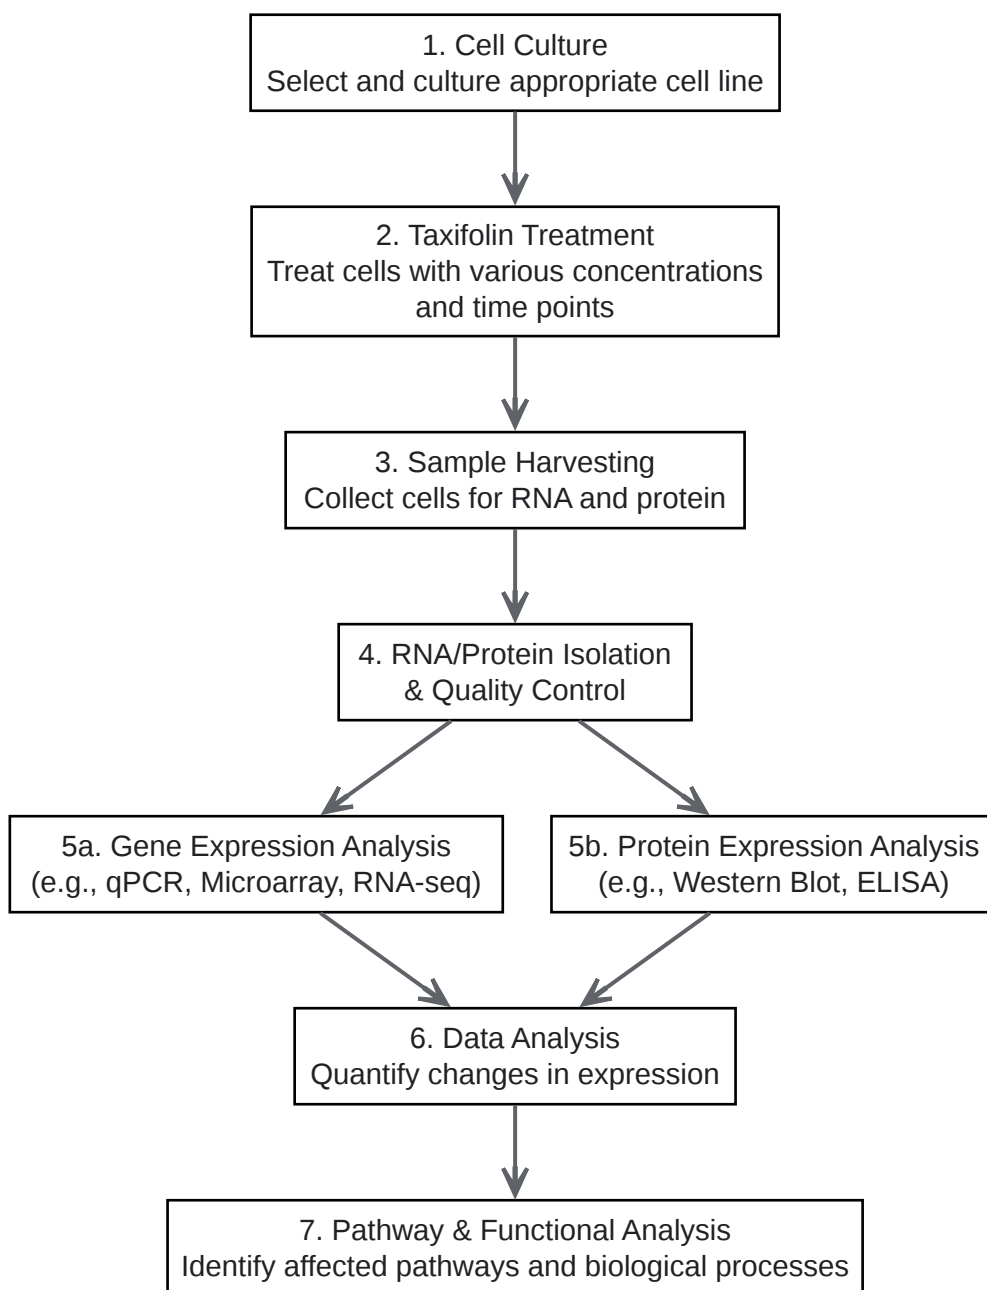 1. Cell Culture
Select and culture appropriate cell line
2. Taxifolin Treatment
Treat cells with various concentrations
and time points
3. Sample Harvesting
Collect cells for RNA and protein
4. RNA/Protein Isolation
& Quality Control
5a. Gene Expression Analysis
(e.g., qPCR, Microarray, RNA-seq)
5b. Protein Expression Analysis
(e.g., Western Blot, ELISA)
6. Data Analysis
Quantify changes in expression
7. Pathway & Functional Analysis
Identify affected pathways and biological processes